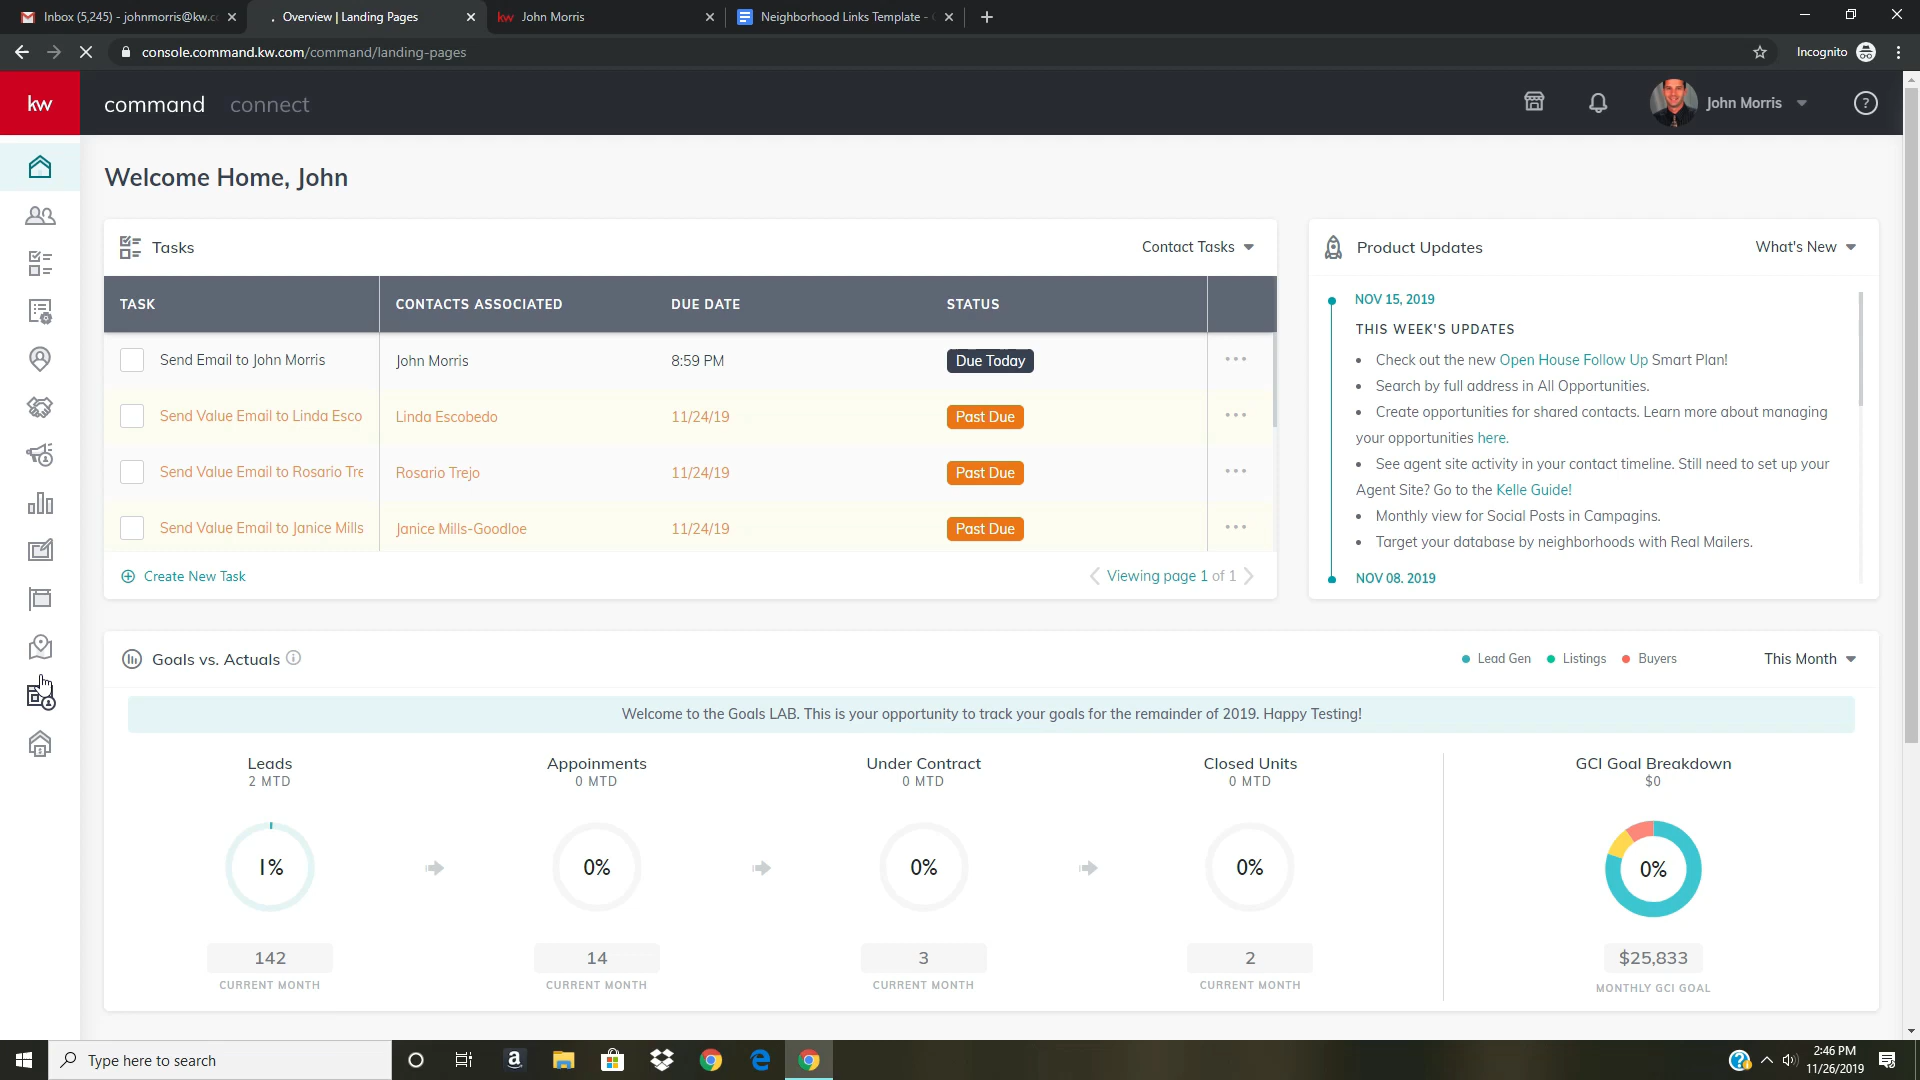 Inbox (5,245) - johnmorris@kw.c
Overview | Landing Pages
kw John Morris
Neighborhood Links Template -
console.command.kw.com/command/landing-pages
Incognito
kw
command connect
John Morris
?
Welcome Home, John
Tasks
Contact Tasks
TASK CONTACTS ASSOCIATED DUE DATE STATUS
Send Email to John Morris John Morris 8:59 PM Due Today
Send Value Email to Linda Esco Linda Escobedo 11/24/19 Past Due
Send Value Email to Rosario Tre Rosario Trejo 11/24/19 Past Due
Send Value Email to Janice Mills Janice Mills-Goodloe 11/24/19 Past Due
Create New Task
Viewing page 1 of 1
Product Updates
What's New
NOV 15, 2019
THIS WEEK'S UPDATES
• Check out the new Open House Follow Up Smart Plan!
• Search by full address in All Opportunities.
• Create opportunities for shared contacts. Learn more about managing
your opportunities here.
• See agent site activity in your contact timeline. Still need to set up your
Agent Site? Go to the Kelle Guide!
• Monthly view for Social Posts in Campagins.
• Target your database by neighborhoods with Real Mailers.
NOV 08. 2019
Goals vs. Actuals
Lead Gen Listings Buyers
This Month
Welcome to the Goals LAB. This is your opportunity to track your goals for the remainder of 2019. Happy Testing!
Leads Appoinments Under Contract Closed Units GCI Goal Breakdown
2 MTD 0 MTD 0 MTD 0 MTD $0
1% 0% 0% 0% 0%
142 14 3 2 $25,833
CURRENT MONTH CURRENT MONTH CURRENT MONTH CURRENT MONTH MONTHLY GCI GOAL
Type here to search
2:46 PM
11/26/2019